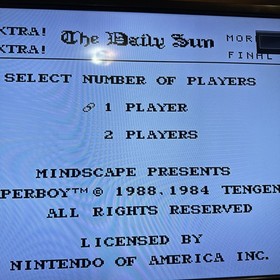 XTRA! The Daily Sun MOR
XTRA! FINAL
SELECT NUMBER OF PLAYERS
1 PLAYER
2 PLAYERS
MINDSCAPE PRESENTS
PERBOY™© 1988,1984 TENGEN
ALL RIGHTS RESERVED
LICENSED BY
NINTENDO OF AMERICA INC.